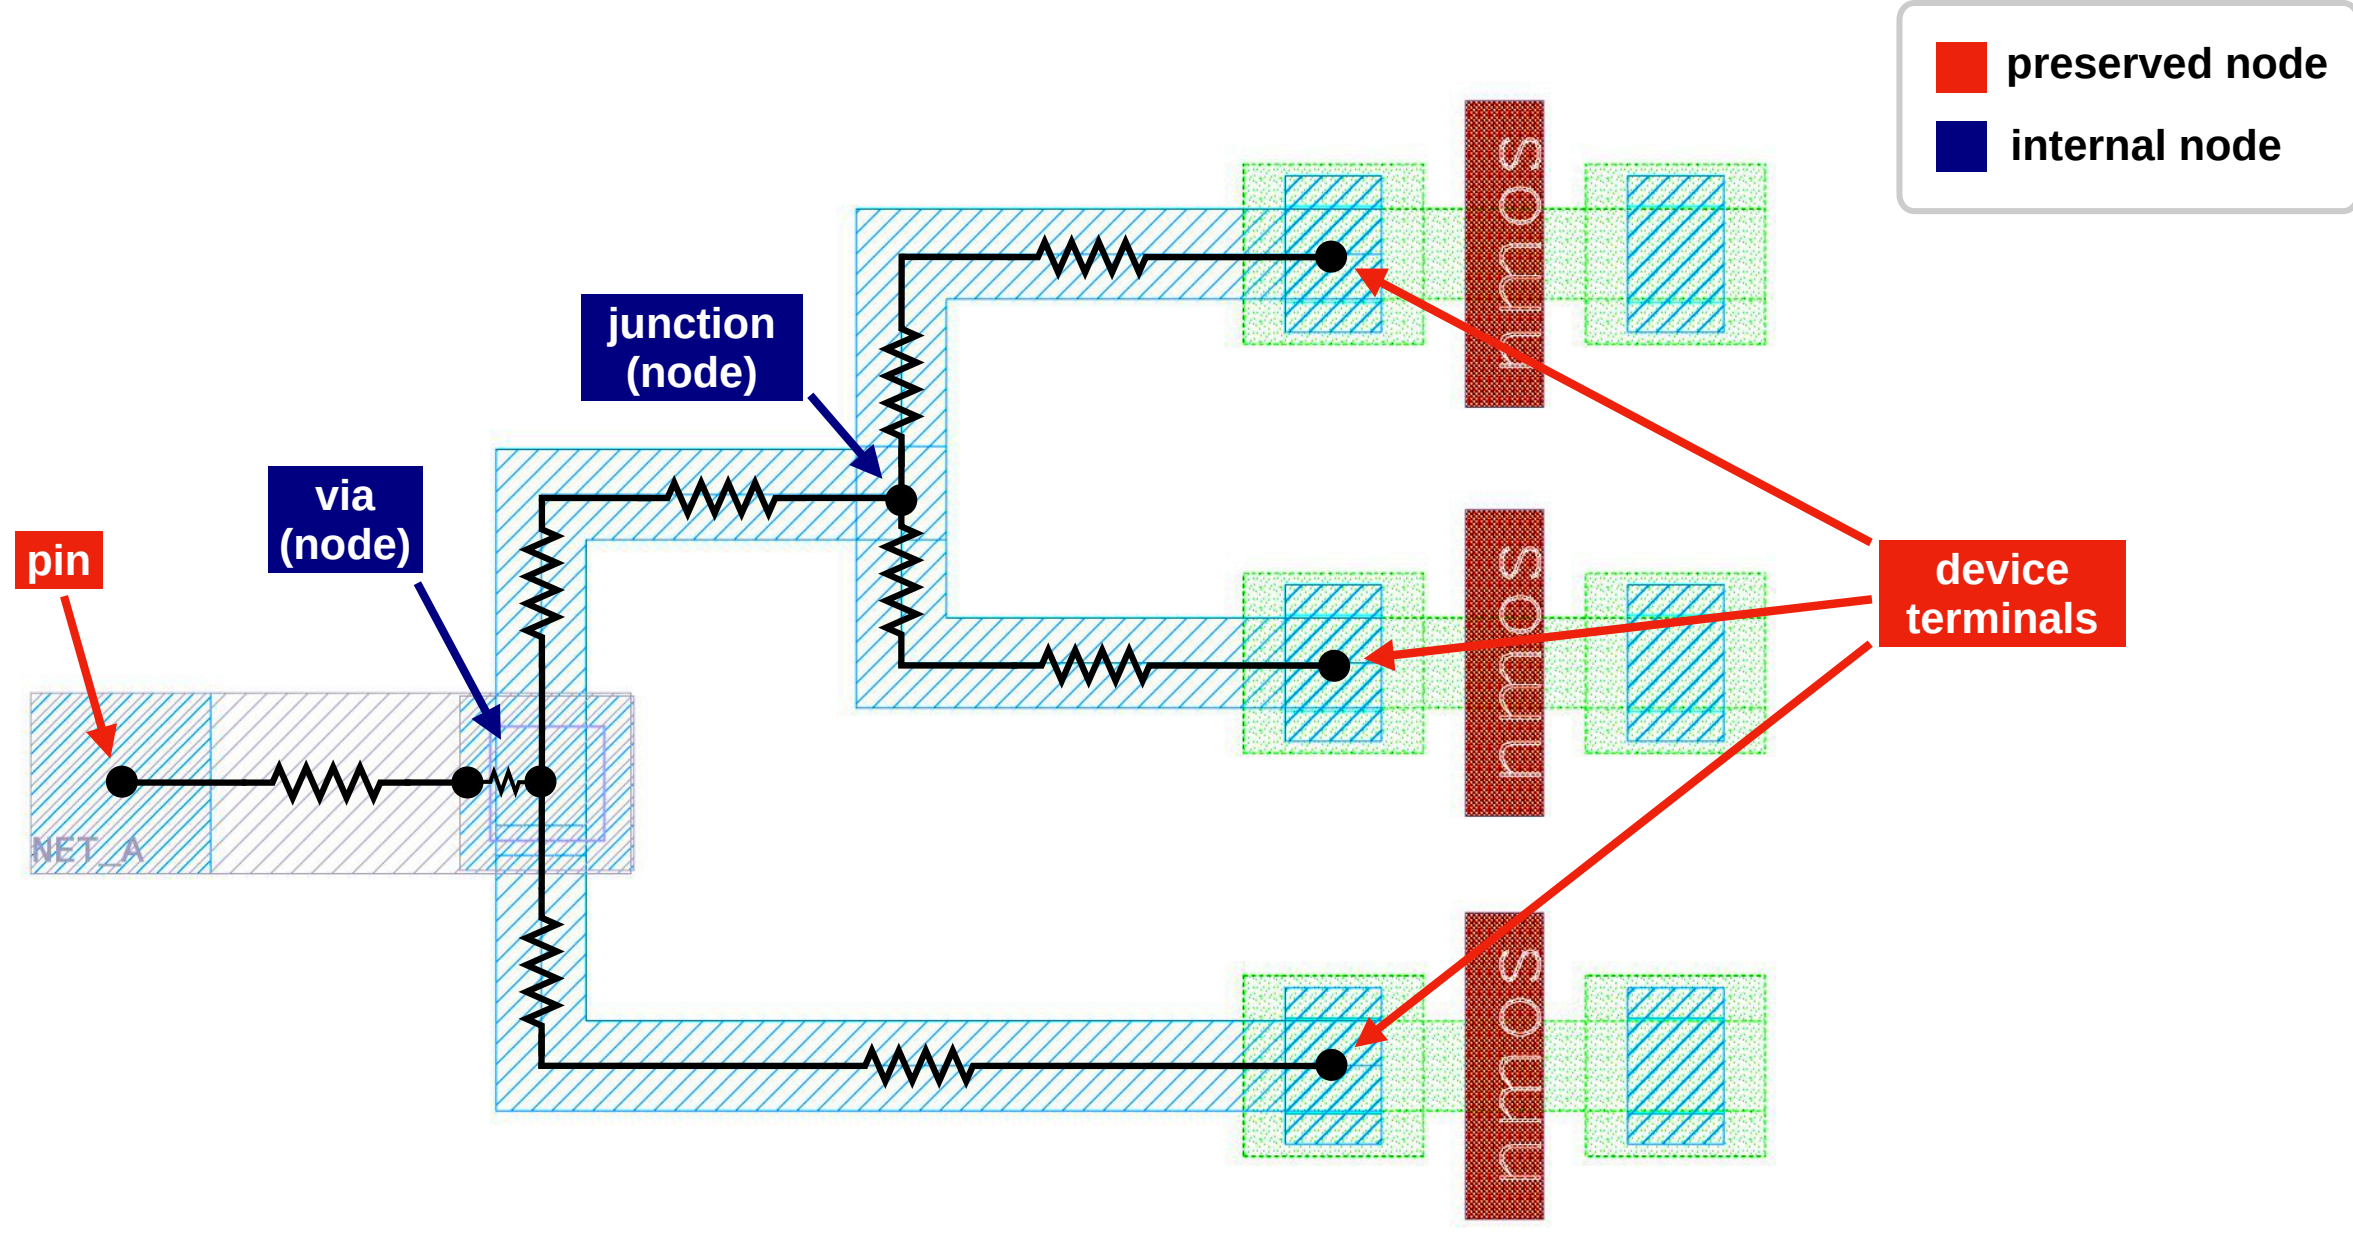 preserved node
internal node
junction
(node)
via
(node)
pin
device
terminals
NET_A
nmos
nmos
nmos